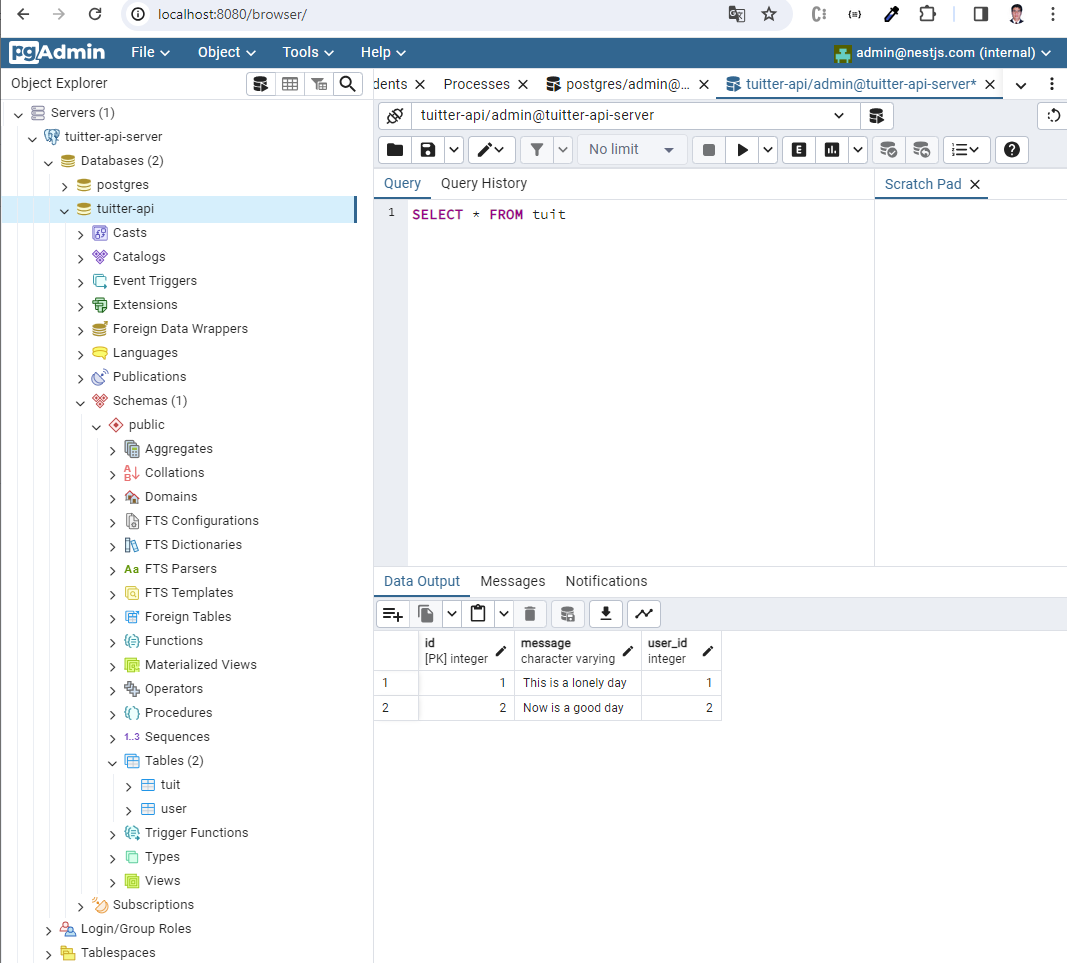 localhost:8080/browser/
pgAdmin File Object Tools Help admin@nestjs.com (internal)
Object Explorer
dents Processes postgres/admin@... tuitter-api/admin@tuitter-api-server*
Servers (1)
tuitter-api-server
Databases (2)
postgres
tuitter-api
Casts
Catalogs
Event Triggers
Extensions
Foreign Data Wrappers
Languages
Publications
Schemas (1)
public
Aggregates
Collations
Domains
FTS Configurations
FTS Dictionaries
Aa FTS Parsers
FTS Templates
Foreign Tables
Functions
Materialized Views
Operators
Procedures
1..3 Sequences
Tables (2)
tuit
user
Trigger Functions
Types
Views
Subscriptions
Login/Group Roles
Tablespaces
tuitter-api/admin@tuitter-api-server
No limit E
Query Query History Scratch Pad
1 SELECT * FROM tuit
Data Output Messages Notifications
id message user_id
[PK] integer character varying integer
1 1 This is a lonely day 1
2 2 Now is a good day 2